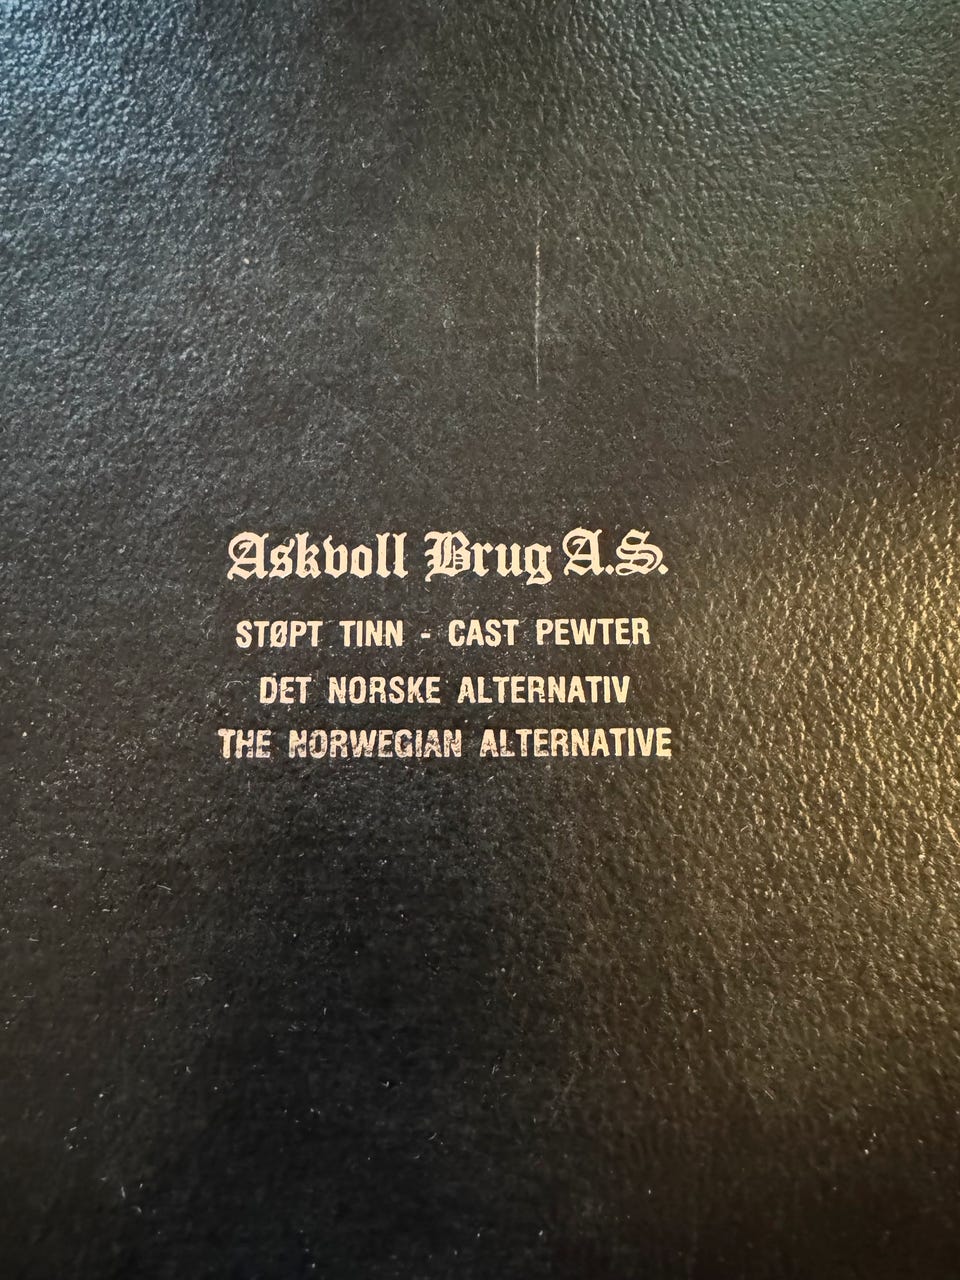 Askvoll Brug A.S.
STØPT TINN - CAST PEWTER
DET NORSKE ALTERNATIV
THE NORWEGIAN ALTERNATIVE